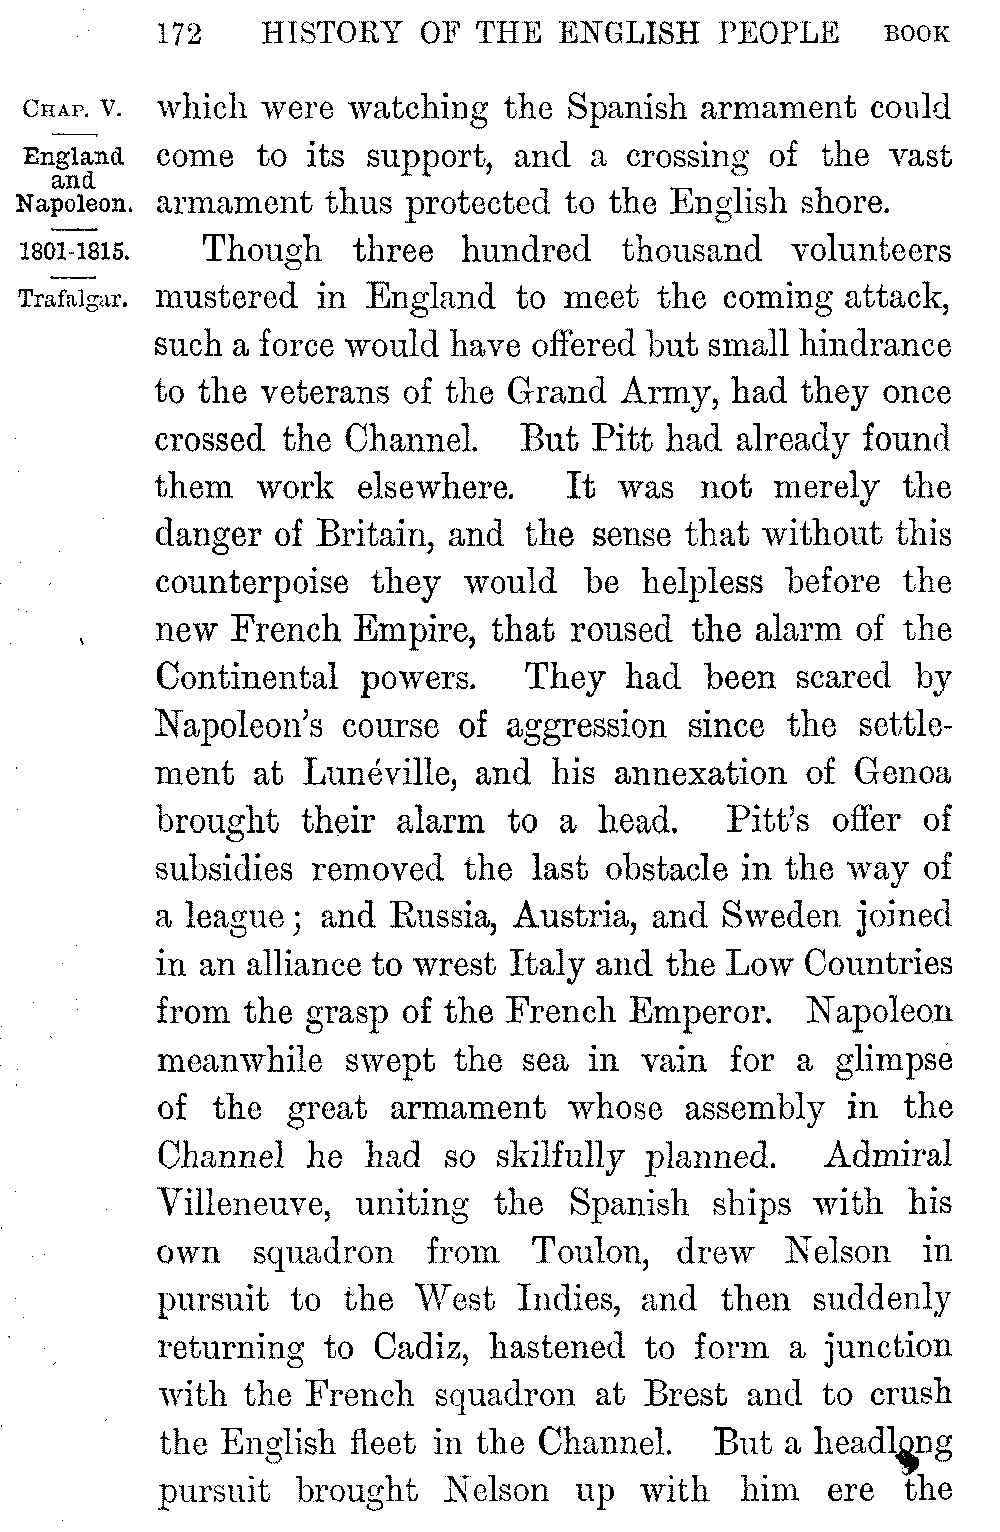 172 HISTORY OF THE ENGLISH PEOPLE BOOK
CHAP. V.
England
and
Napoleon.
1801-1815.
Trafalgar.
which were watching the Spanish armament could
come to its support, and a crossing of the vast
armament thus protected to the English shore.
Though three hundred thousand volunteers
mustered in England to meet the coming attack,
such a force would have offered but small hindrance
to the veterans of the Grand Army, had they once
crossed the Channel. But Pitt had already found
them work elsewhere. It was not merely the
danger of Britain, and the sense that without this
counterpoise they would be helpless before the
new French Empire, that roused the alarm of the
Continental powers. They had been scared by
Napoleon's course of aggression since the settle-
ment at Lunéville, and his annexation of Genoa
brought their alarm to a head. Pitt's offer of
subsidies removed the last obstacle in the way of
a league; and Russia, Austria, and Sweden joined
in an alliance to wrest Italy and the Low Countries
from the grasp of the French Emperor. Napoleon
meanwhile swept the sea in vain for a glimpse
of the great armament whose assembly in the
Channel he had so skilfully planned. Admiral
Villeneuve, uniting the Spanish ships with his
own squadron from Toulon, drew Nelson in
pursuit to the West Indies, and then suddenly
returning to Cadiz, hastened to form a junction
with the French squadron at Brest and to crush
the English fleet in the Channel. But a headlong
pursuit brought Nelson up with him ere the